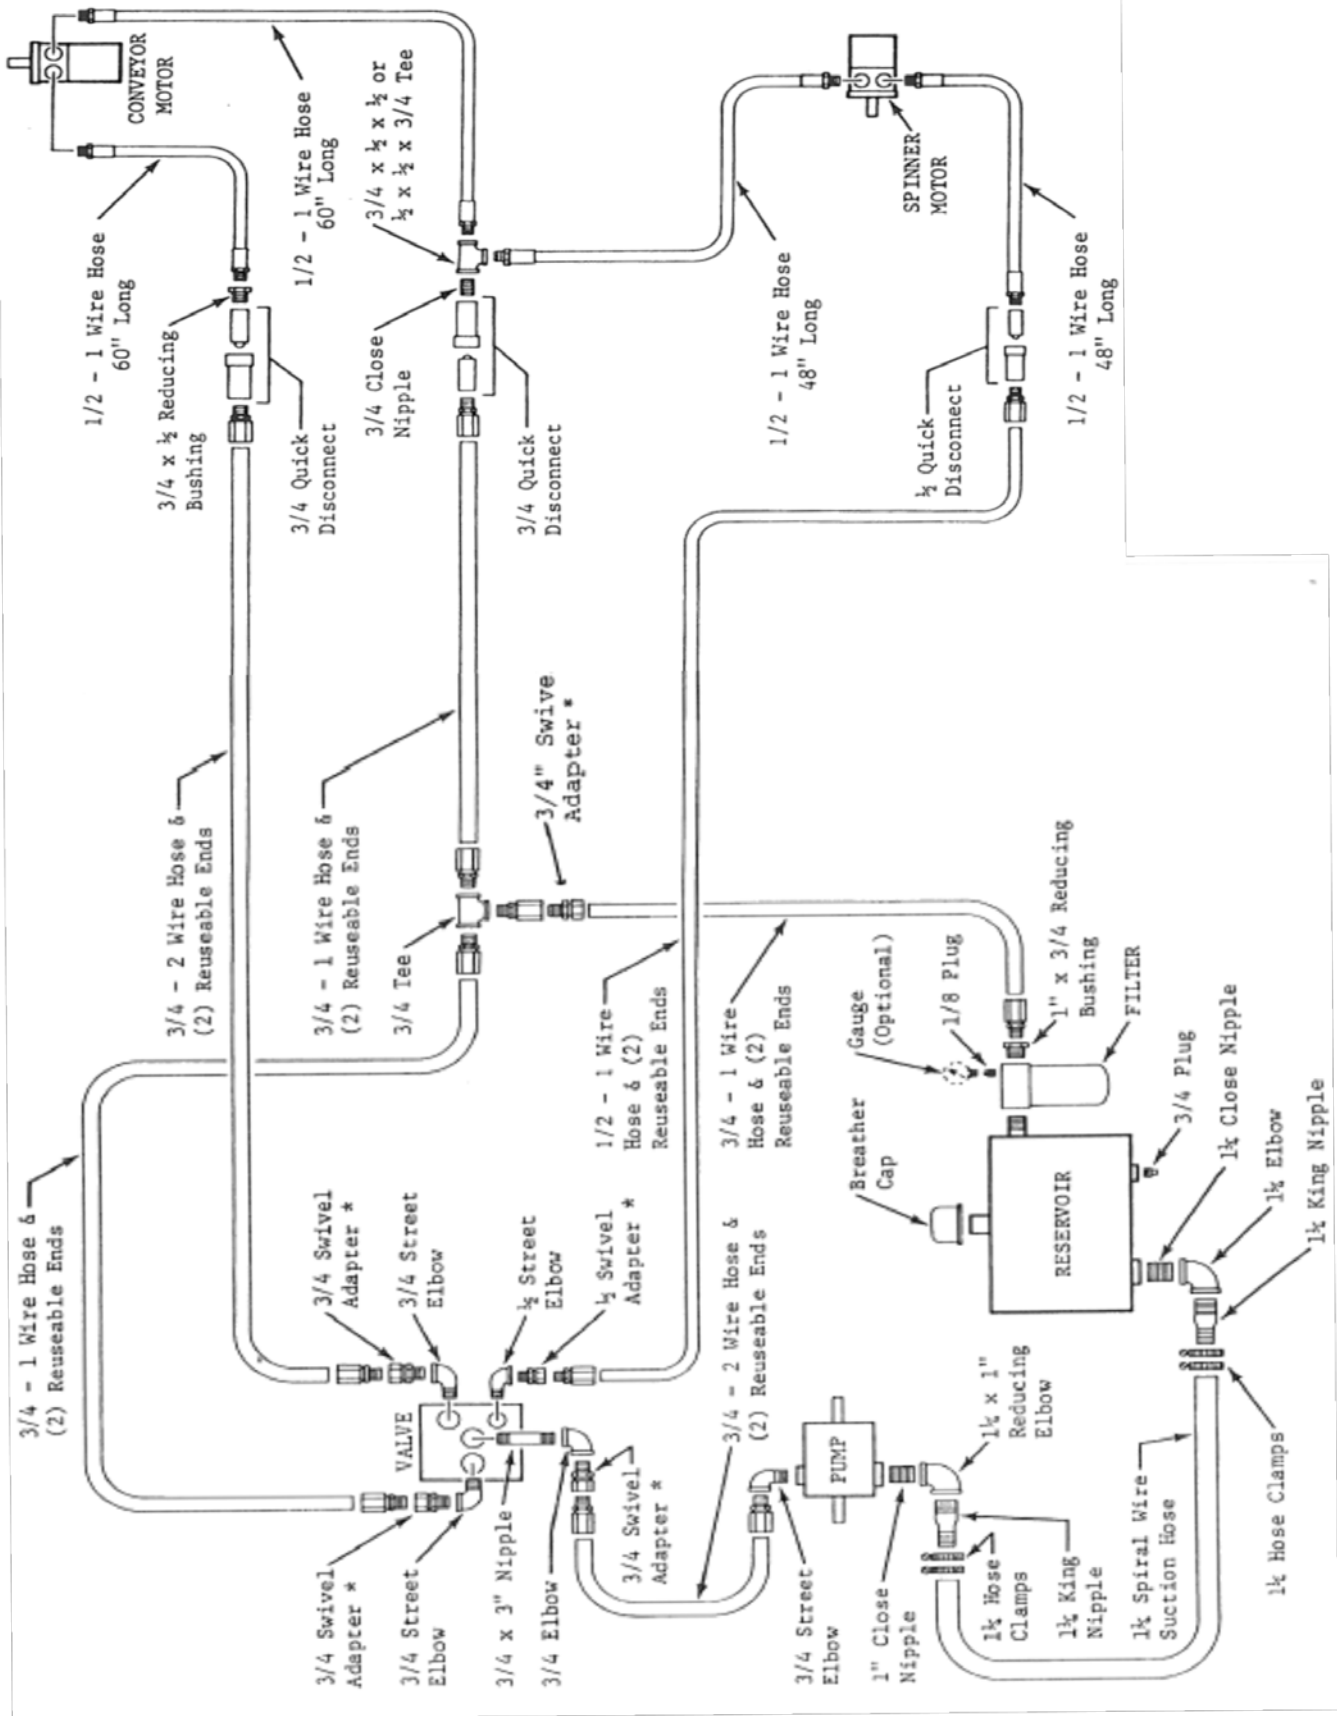 CONVEYOR
MOTOR
1/2 - 1 Wire Hose
60" Long
1/2 - 1 Wire Hose
60" Long
3/4 x ½ x ½ or
½ x ½ x 3/4 Tee
SPINNER
MOTOR
3/4 x ½ Reducing
Bushing
3/4 Quick
Disconnect
3/4 Close
Nipple
3/4 Quick
Disconnect
1/2 - 1 Wire Hose
48" Long
½ Quick
Disconnect
1/2 - 1 Wire Hose
48" Long
3/4 - 2 Wire Hose &
(2) Reuseable Ends
3/4 - 1 Wire Hose &
(2) Reuseable Ends
3/4 Tee
3/4" Swive
Adapter *
1/2 - 1 Wire
Hose & (2)
Reuseable Ends
3/4 - 1 Wire
Hose & (2)
Reuseable Ends
Gauge
(Optional)
1/8 Plug
1" x 3/4 Reducing
Bushing
FILTER
3/4 - 1 Wire Hose &
(2) Reuseable Ends
3/4 Swivel
Adapter *
3/4 Street
Elbow
½ Street
Elbow
½ Swivel
Adapter *
3/4 - 2 Wire Hose &
(2) Reuseable Ends
Breather
Cap
RESERVOIR
3/4 Plug
1¼ Close Nipple
1¼ Elbow
1¼ King Nipple
VALVE
PUMP
1¼ x 1"
Reducing
Elbow
3/4 Swivel
Adapter *
3/4 Street
Elbow
3/4 x 3" Nipple
3/4 Elbow
3/4 Swivel
Adapter *
3/4 Street
Elbow
1" Close
Nipple
1¼ Hose
Clamps
1¼ King
Nipple
1¼ Spiral Wire
Suction Hose
1¼ Hose Clamps